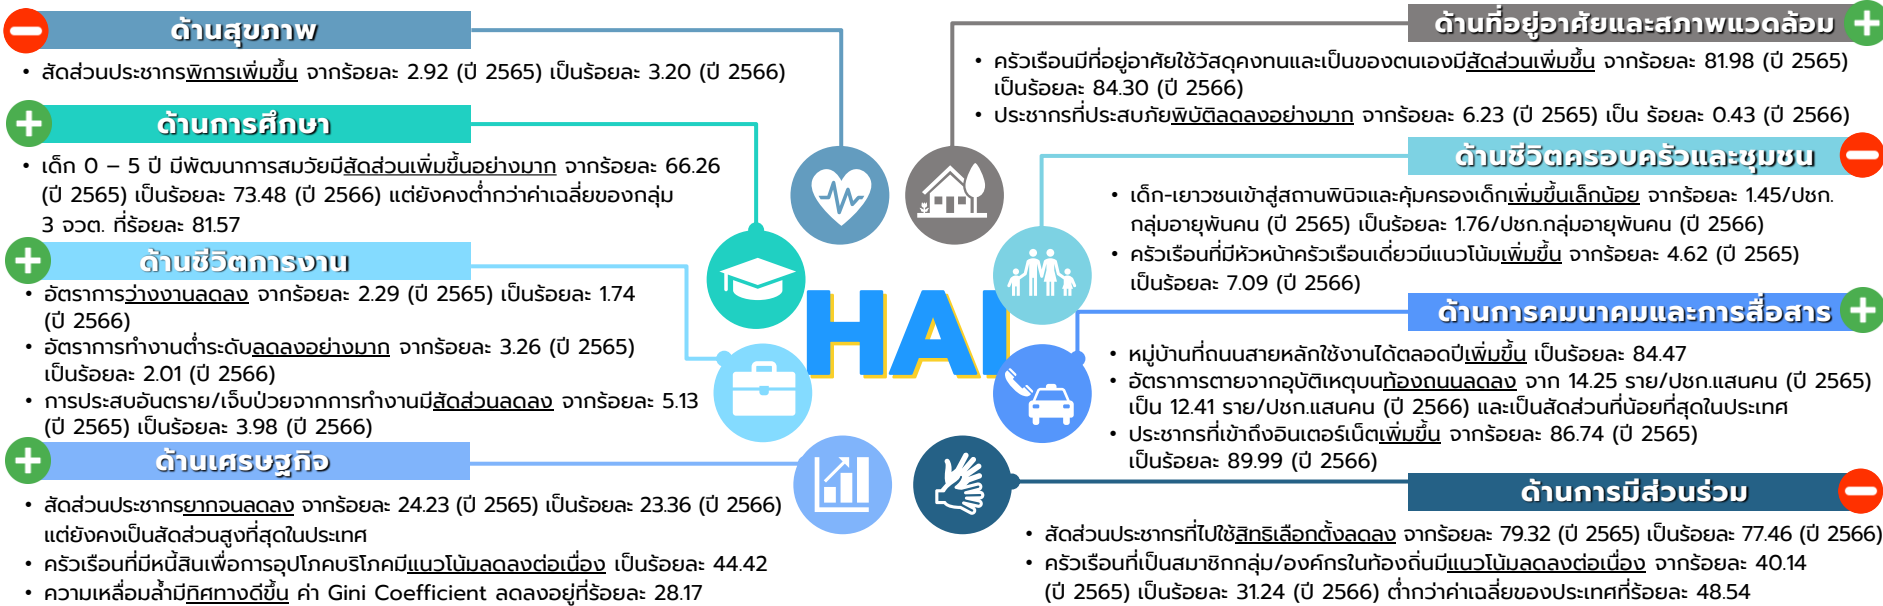 ด้านสุขภาพ
• สัดส่วนประชากรพิการเพิ่มขึ้น จากร้อยละ 2.92 (ปี 2565) เป็นร้อยละ 3.20 (ปี 2566)
ด้านการศึกษา
• เด็ก 0 – 5 ปี มีพัฒนาการสมวัยมีสัดส่วนเพิ่มขึ้นอย่างมาก จากร้อยละ 66.26
(ปี 2565) เป็นร้อยละ 73.48 (ปี 2566) แต่ยังคงต่ำกว่าค่าเฉลี่ยของกลุ่ม
3 จวต. ที่ร้อยละ 81.57
ด้านชีวิตการงาน
• อัตราการว่างงานลดลง จากร้อยละ 2.29 (ปี 2565) เป็นร้อยละ 1.74
(ปี 2566)
• อัตราการทำงานต่ำระดับลดลงอย่างมาก จากร้อยละ 3.26 (ปี 2565)
เป็นร้อยละ 2.01 (ปี 2566)
• การประสบอันตราย/เจ็บป่วยจากการทำงานมีสัดส่วนลดลง จากร้อยละ 5.13
(ปี 2565) เป็นร้อยละ 3.98 (ปี 2566)
ด้านเศรษฐกิจ
• สัดส่วนประชากรยากจนลดลง จากร้อยละ 24.23 (ปี 2565) เป็นร้อยละ 23.36 (ปี 2566)
แต่ยังคงเป็นสัดส่วนสูงที่สุดในประเทศ
• ครัวเรือนที่มีหนี้สินเพื่อการอุปโภคบริโภคมีแนวโน้มลดลงต่อเนื่อง เป็นร้อยละ 44.42
• ความเหลื่อมล้ำมีทิศทางดีขึ้น ค่า Gini Coefficient ลดลงอยู่ที่ร้อยละ 28.17
HAI
ด้านที่อยู่อาศัยและสภาพแวดล้อม
• ครัวเรือนมีที่อยู่อาศัยใช้วัสดุคงทนและเป็นของตนเองมีสัดส่วนเพิ่มขึ้น จากร้อยละ 81.98 (ปี 2565)
เป็นร้อยละ 84.30 (ปี 2566)
• ประชากรที่ประสบภัยพิบัติลดลงอย่างมาก จากร้อยละ 6.23 (ปี 2565) เป็น ร้อยละ 0.43 (ปี 2566)
ด้านชีวิตครอบครัวและชุมชน
• เด็ก-เยาวชนเข้าสู่สถานพินิจและคุ้มครองเด็กเพิ่มขึ้นเล็กน้อย จากร้อยละ 1.45/ปชก.
กลุ่มอายุพันคน (ปี 2565) เป็นร้อยละ 1.76/ปชก.กลุ่มอายุพันคน (ปี 2566)
• ครัวเรือนที่มีหัวหน้าครัวเรือนเดี่ยวมีแนวโน้มเพิ่มขึ้น จากร้อยละ 4.62 (ปี 2565)
เป็นร้อยละ 7.09 (ปี 2566)
ด้านการคมนาคมและการสื่อสาร
• หมู่บ้านที่ถนนสายหลักใช้งานได้ตลอดปีเพิ่มขึ้น เป็นร้อยละ 84.47
• อัตราการตายจากอุบัติเหตุบนท้องถนนลดลง จาก 14.25 ราย/ปชก.แสนคน (ปี 2565)
เป็น 12.41 ราย/ปชก.แสนคน (ปี 2566) และเป็นสัดส่วนที่น้อยที่สุดในประเทศ
• ประชากรที่เข้าถึงอินเตอร์เน็ตเพิ่มขึ้น จากร้อยละ 86.74 (ปี 2565)
เป็นร้อยละ 89.99 (ปี 2566)
ด้านการมีส่วนร่วม
• สัดส่วนประชากรที่ไปใช้สิทธิเลือกตั้งลดลง จากร้อยละ 79.32 (ปี 2565) เป็นร้อยละ 77.46 (ปี 2566)
• ครัวเรือนที่เป็นสมาชิกกลุ่ม/องค์กรในท้องถิ่นมีแนวโน้มลดลงต่อเนื่อง จากร้อยละ 40.14
(ปี 2565) เป็นร้อยละ 31.24 (ปี 2566) ต่ำกว่าค่าเฉลี่ยของประเทศที่ร้อยละ 48.54